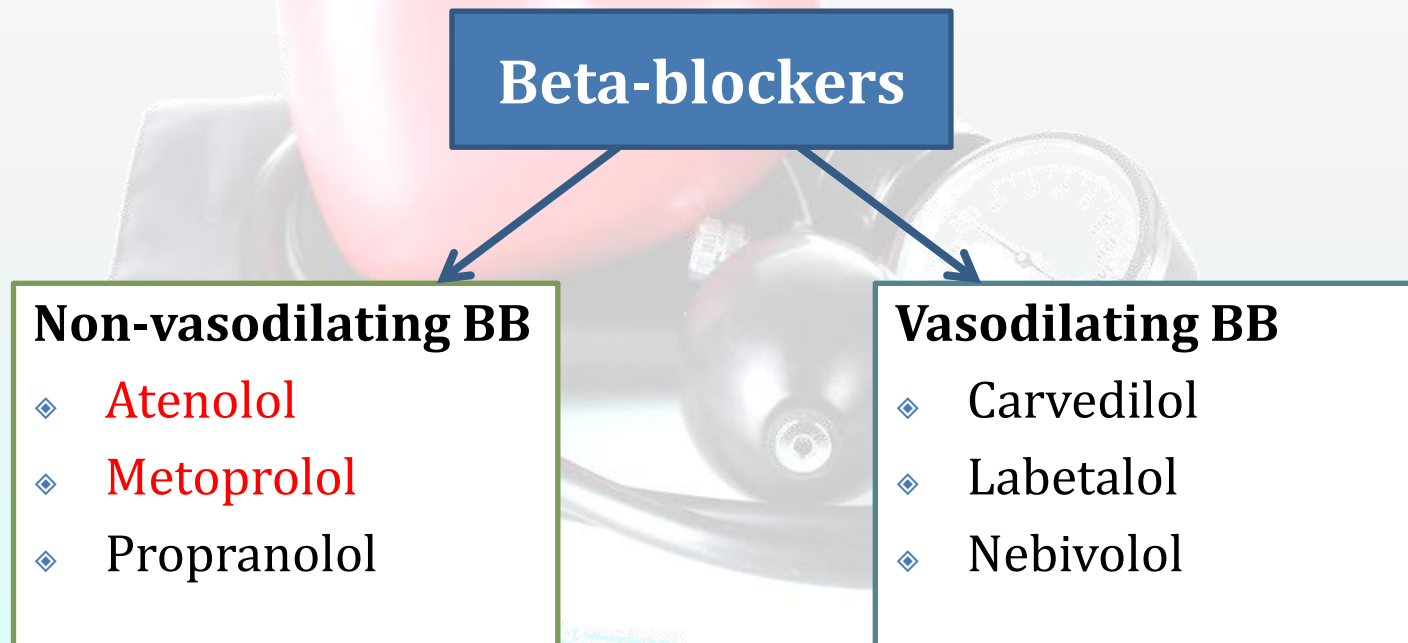 Beta-blockers
Non-vasodilating BB
Atenolol
Metoprolol
Propranolol
Vasodilating BB
Carvedilol
Labetalol
Nebivolol